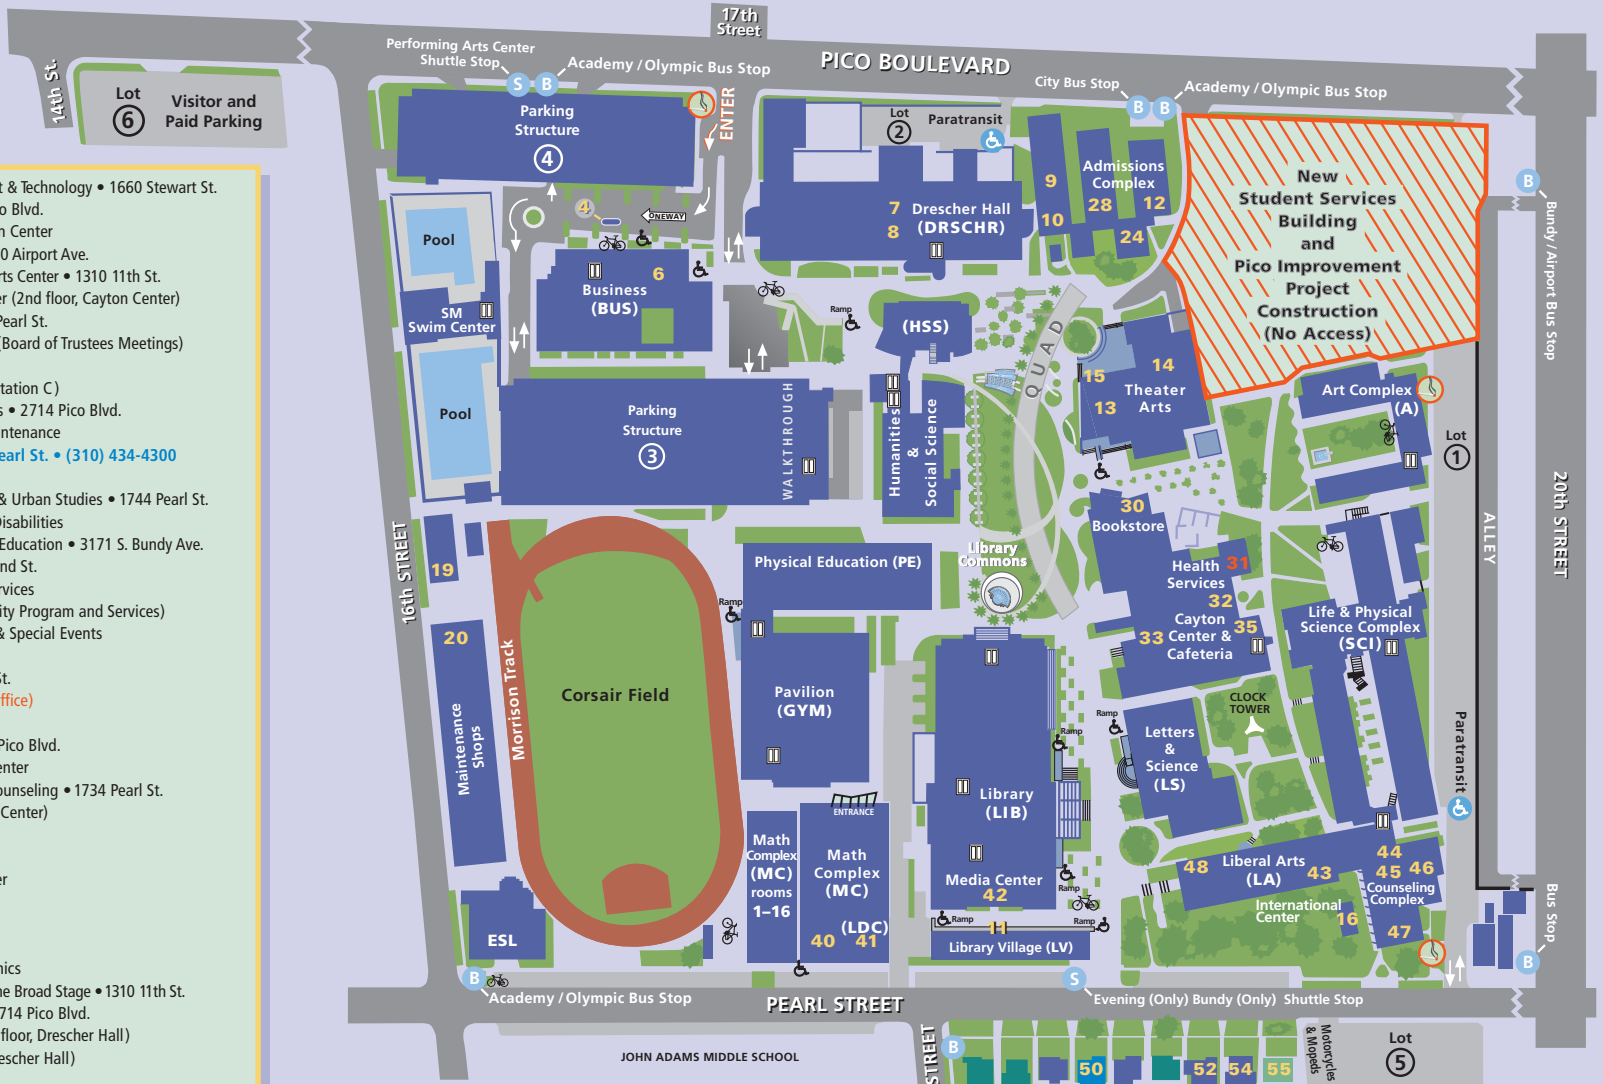 17th
Street
PICO BOULEVARD
14th St.
Lot
6
Visitor and
Paid Parking
Performing Arts Center
Shuttle Stop
S
B
Academy / Olympic Bus Stop
Parking
Structure
4
ENTER
Lot
2
Paratransit
City Bus Stop
B
B
Academy / Olympic Bus Stop
9
10
Admissions
Complex
28
12
24
7
8
Drescher Hall
(DRSCHR)
New
Student Services
Building
and
Pico Improvement
Project
Construction
(No Access)
B
Bundy / Airport Bus Stop
4
ONEWAY
Pool
SM
Swim Center
Pool
6
Business
(BUS)
Ramp
(HSS)
QUAD
14
15
13
Theater
Arts
Art Complex
(A)
Lot
1
ALLEY
20th STREET
Parking
Structure
3
WALKTHROUGH
Humanities
&
Social Science
30
Bookstore
Health
Services
31
32
Cayton
Center &
Cafeteria
33
35
Life & Physical
Science Complex
(SCI)
16th STREET
19
20
Maintenance
Shops
Morrison Track
Corsair Field
Physical Education (PE)
Ramp
Library
Commons
Pavilion
(GYM)
ENTRANCE
Library
(LIB)
Ramp
Ramp
CLOCK
TOWER
Letters
&
Science
(LS)
Paratransit
Math
Complex
(MC)
rooms
1–16
Math
Complex
(MC)
(LDC)
40
41
Media Center
42
Ramp
Ramp
11
Ramp
Library Village (LV)
48
Liberal Arts
(LA)
43
44
45
46
Counseling
Complex
International
Center
16
47
Bus Stop
B
ESL
B
Academy / Olympic Bus Stop
PEARL STREET
S
Evening (Only) Bundy (Only) Shuttle Stop
JOHN ADAMS MIDDLE SCHOOL
STREET
B
50
52
54
55
Motorcycles
& Mopeds
Lot
5
t & Technology • 1660 Stewart St.
o Blvd.
n Center
0 Airport Ave.
rts Center • 1310 11th St.
er (2nd floor, Cayton Center)
Pearl St.
(Board of Trustees Meetings)
tation C)
s • 2714 Pico Blvd.
ntenance
earl St. • (310) 434-4300
& Urban Studies • 1744 Pearl St.
Disabilities
Education • 3171 S. Bundy Ave.
nd St.
rvices
ity Program and Services)
& Special Events
St.
ffice)
Pico Blvd.
enter
ounseling • 1734 Pearl St.
Center)
er
nics
ne Broad Stage • 1310 11th St.
714 Pico Blvd.
floor, Drescher Hall)
escher Hall)